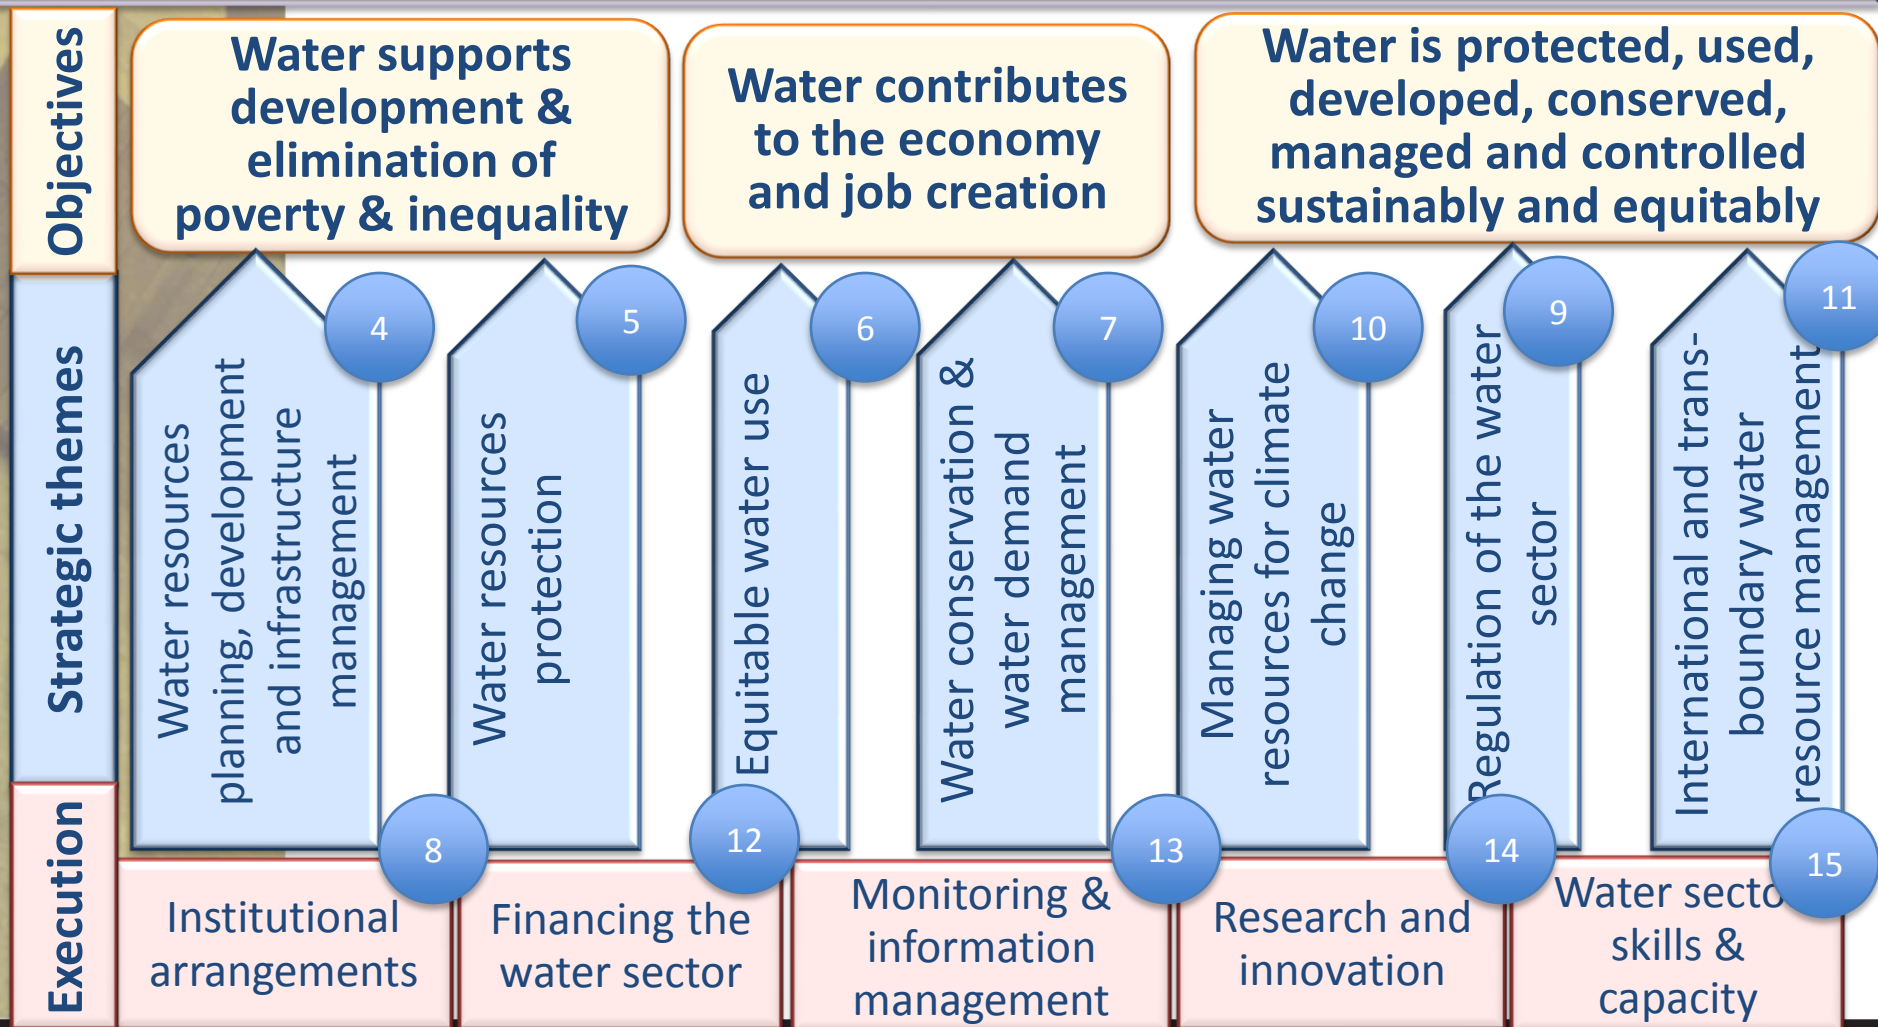 Objectives
Water supports
development &
elimination of
poverty & inequality
Water contributes
to the economy
and job creation
Water is protected, used,
developed, conserved,
managed and controlled
sustainably and equitably
Strategic themes
4
Water resources
planning, development
and infrastructure
management
5
Water resources
protection
6
Equitable water use
7
Water conservation &
water demand
management
10
Managing water
resources for climate
change
9
Regulation of the water
sector
11
International and trans-
boundary water
resource management
Execution
8
Institutional
arrangements
12
Financing the
water sector
13
Monitoring &
information
management
14
Research and
innovation
15
Water secto
skills &
capacity